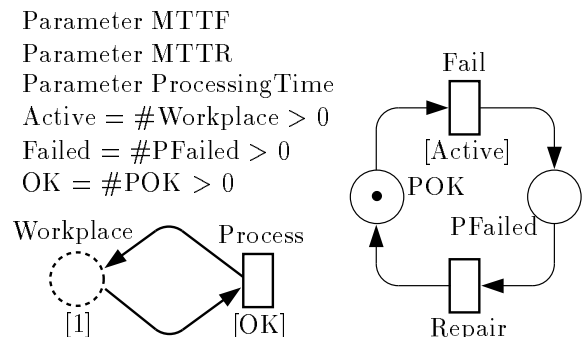 Parameter MTTF
Parameter MTTR
Parameter ProcessingTime
Active = #Workplace > 0
Failed = #PFailed > 0
OK = #POK > 0
Fail
[Active]
POK
PFailed
Repair
Workplace
Process
[1]
[OK]